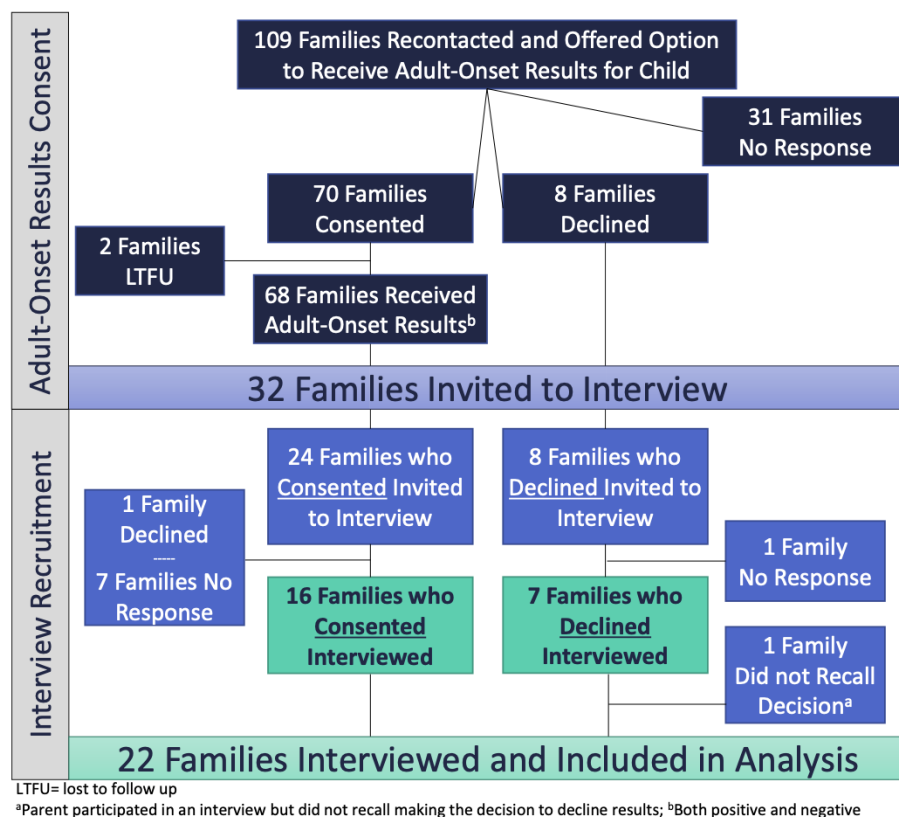 Adult-Onset Results Consent
109 Families Recontacted and Offered Option
to Receive Adult-Onset Results for Child
31 Families
No Response
70 Families
Consented
8 Families
Declined
2 Families
LTFU
68 Families Received
Adult-Onset Resultsᵇ
32 Families Invited to Interview
Interview Recruitment
24 Families who
Consented Invited
to Interview
8 Families who
Declined Invited to
Interview
1 Family
Declined
-----
7 Families No
Response
1 Family
No Response
16 Families who
Consented
Interviewed
7 Families who
Declined
Interviewed
1 Family
Did not Recall
Decisionᵃ
22 Families Interviewed and Included in Analysis
LTFU= lost to follow up
ᵃParent participated in an interview but did not recall making the decision to decline results; ᵇBoth positive and negative